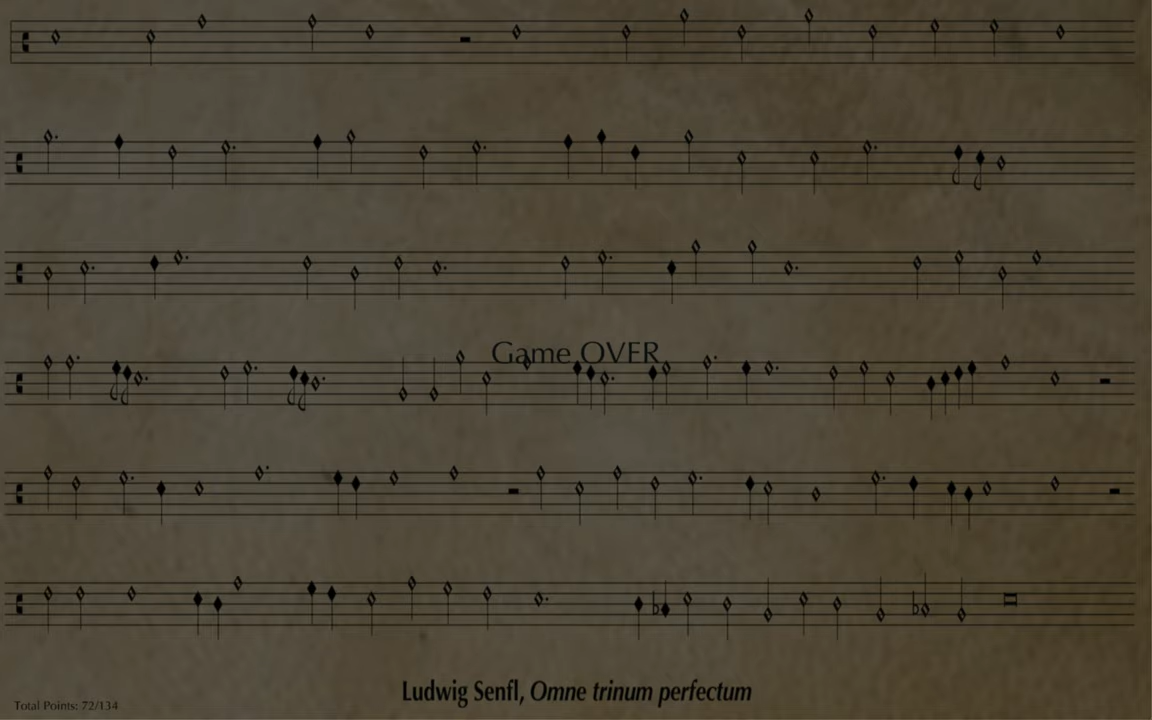 Game OVER
Ludwig Senfl, Omne trinum perfectum
Total Points: 72/134